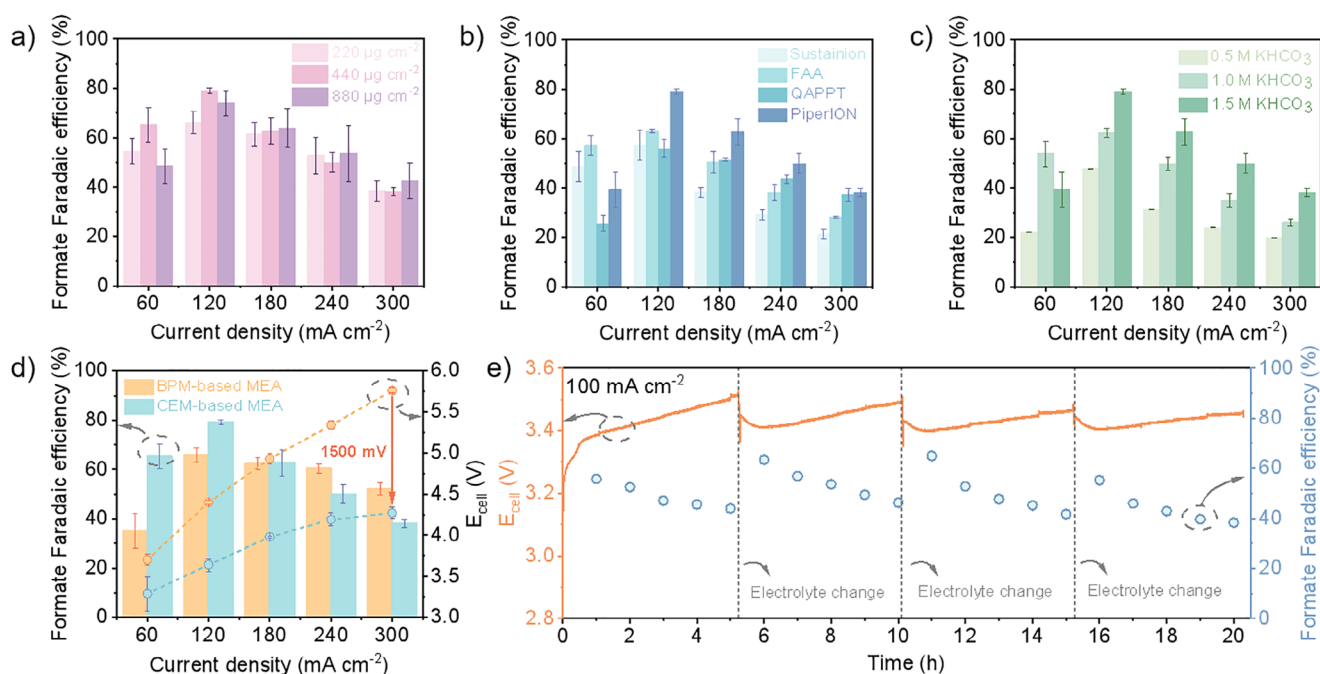 a)
Formate Faradaic efficiency (%)
100
80
60
40
20
0
220 µg cm⁻²
440 µg cm⁻²
880 µg cm⁻²
60 120 180 240 300
Current density (mA cm⁻²)
b)
Formate Faradaic efficiency (%)
100
80
60
40
20
0
Sustainion
FAA
QAPPT
PiperION
60 120 180 240 300
Current density (mA cm⁻²)
c)
Formate Faradaic efficiency (%)
100
80
60
40
20
0
0.5 M KHCO₃
1.0 M KHCO₃
1.5 M KHCO₃
60 120 180 240 300
Current density (mA cm⁻²)
d)
Formate Faradaic efficiency (%)
100
80
60
40
20
0
BPM-based MEA
CEM-based MEA
1500 mV
6.0
5.5
5.0
4.5
4.0
3.5
3.0
E_cell (V)
60 120 180 240 300
Current density (mA cm⁻²)
e)
E_cell (V)
3.6
3.4
3.2
3.0
2.8
100 mA cm⁻²
Electrolyte change
Electrolyte change
Electrolyte change
100
80
60
40
20
0
Formate Faradaic efficiency (%)
0 2 4 6 8 10 12 14 16 18 20
Time (h)